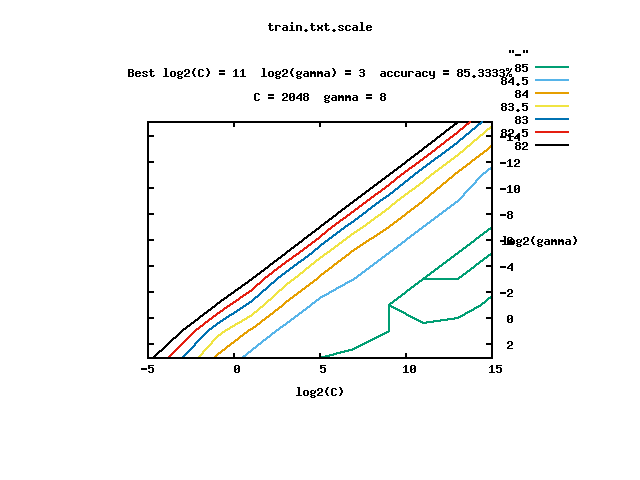 train.txt.scale
"-"
Best log2(C) = 11 log2(gamma) = 3 accuracy = 85.3333%
85
84.5
84
83.5
83
82.5
82
C = 2048 gamma = 8
-14
-12
-10
-8
-6
log2(gamma)
-4
-2
0
2
-5 0 5 10 15
log2(C)